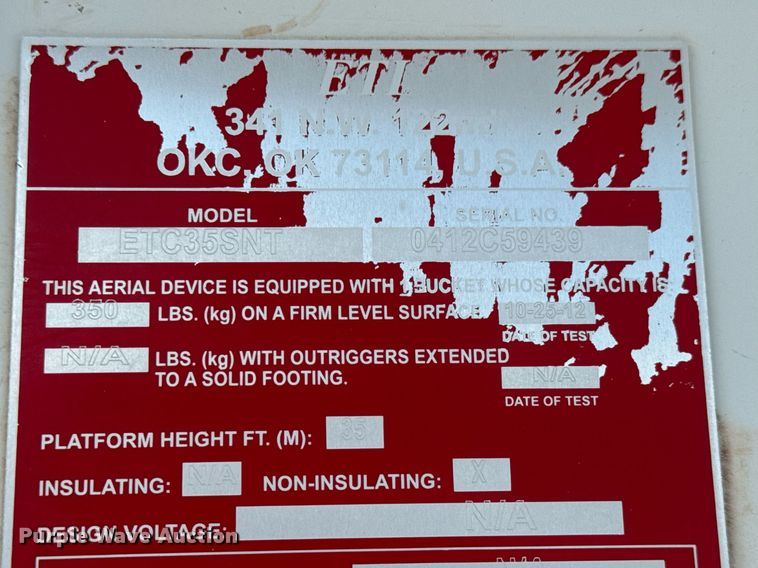 ETI
341 N.W. 122
OKC, OK 73114, U.S.A.
MODEL SERIAL NO.
ETC35SNT 0412C59439
THIS AERIAL DEVICE IS EQUIPPED WITH 1 BUCKET WHOSE CAPACITY IS:
350 LBS. (kg) ON A FIRM LEVEL SURFACE. 10-25-12
DATE OF TEST
N/A LBS. (kg) WITH OUTRIGGERS EXTENDED
TO A SOLID FOOTING. N/A
DATE OF TEST
PLATFORM HEIGHT FT. (M): 35
INSULATING: N/A NON-INSULATING: X
DESIGN VOLTAGE: N/A
Purple Wave Auction
N/A